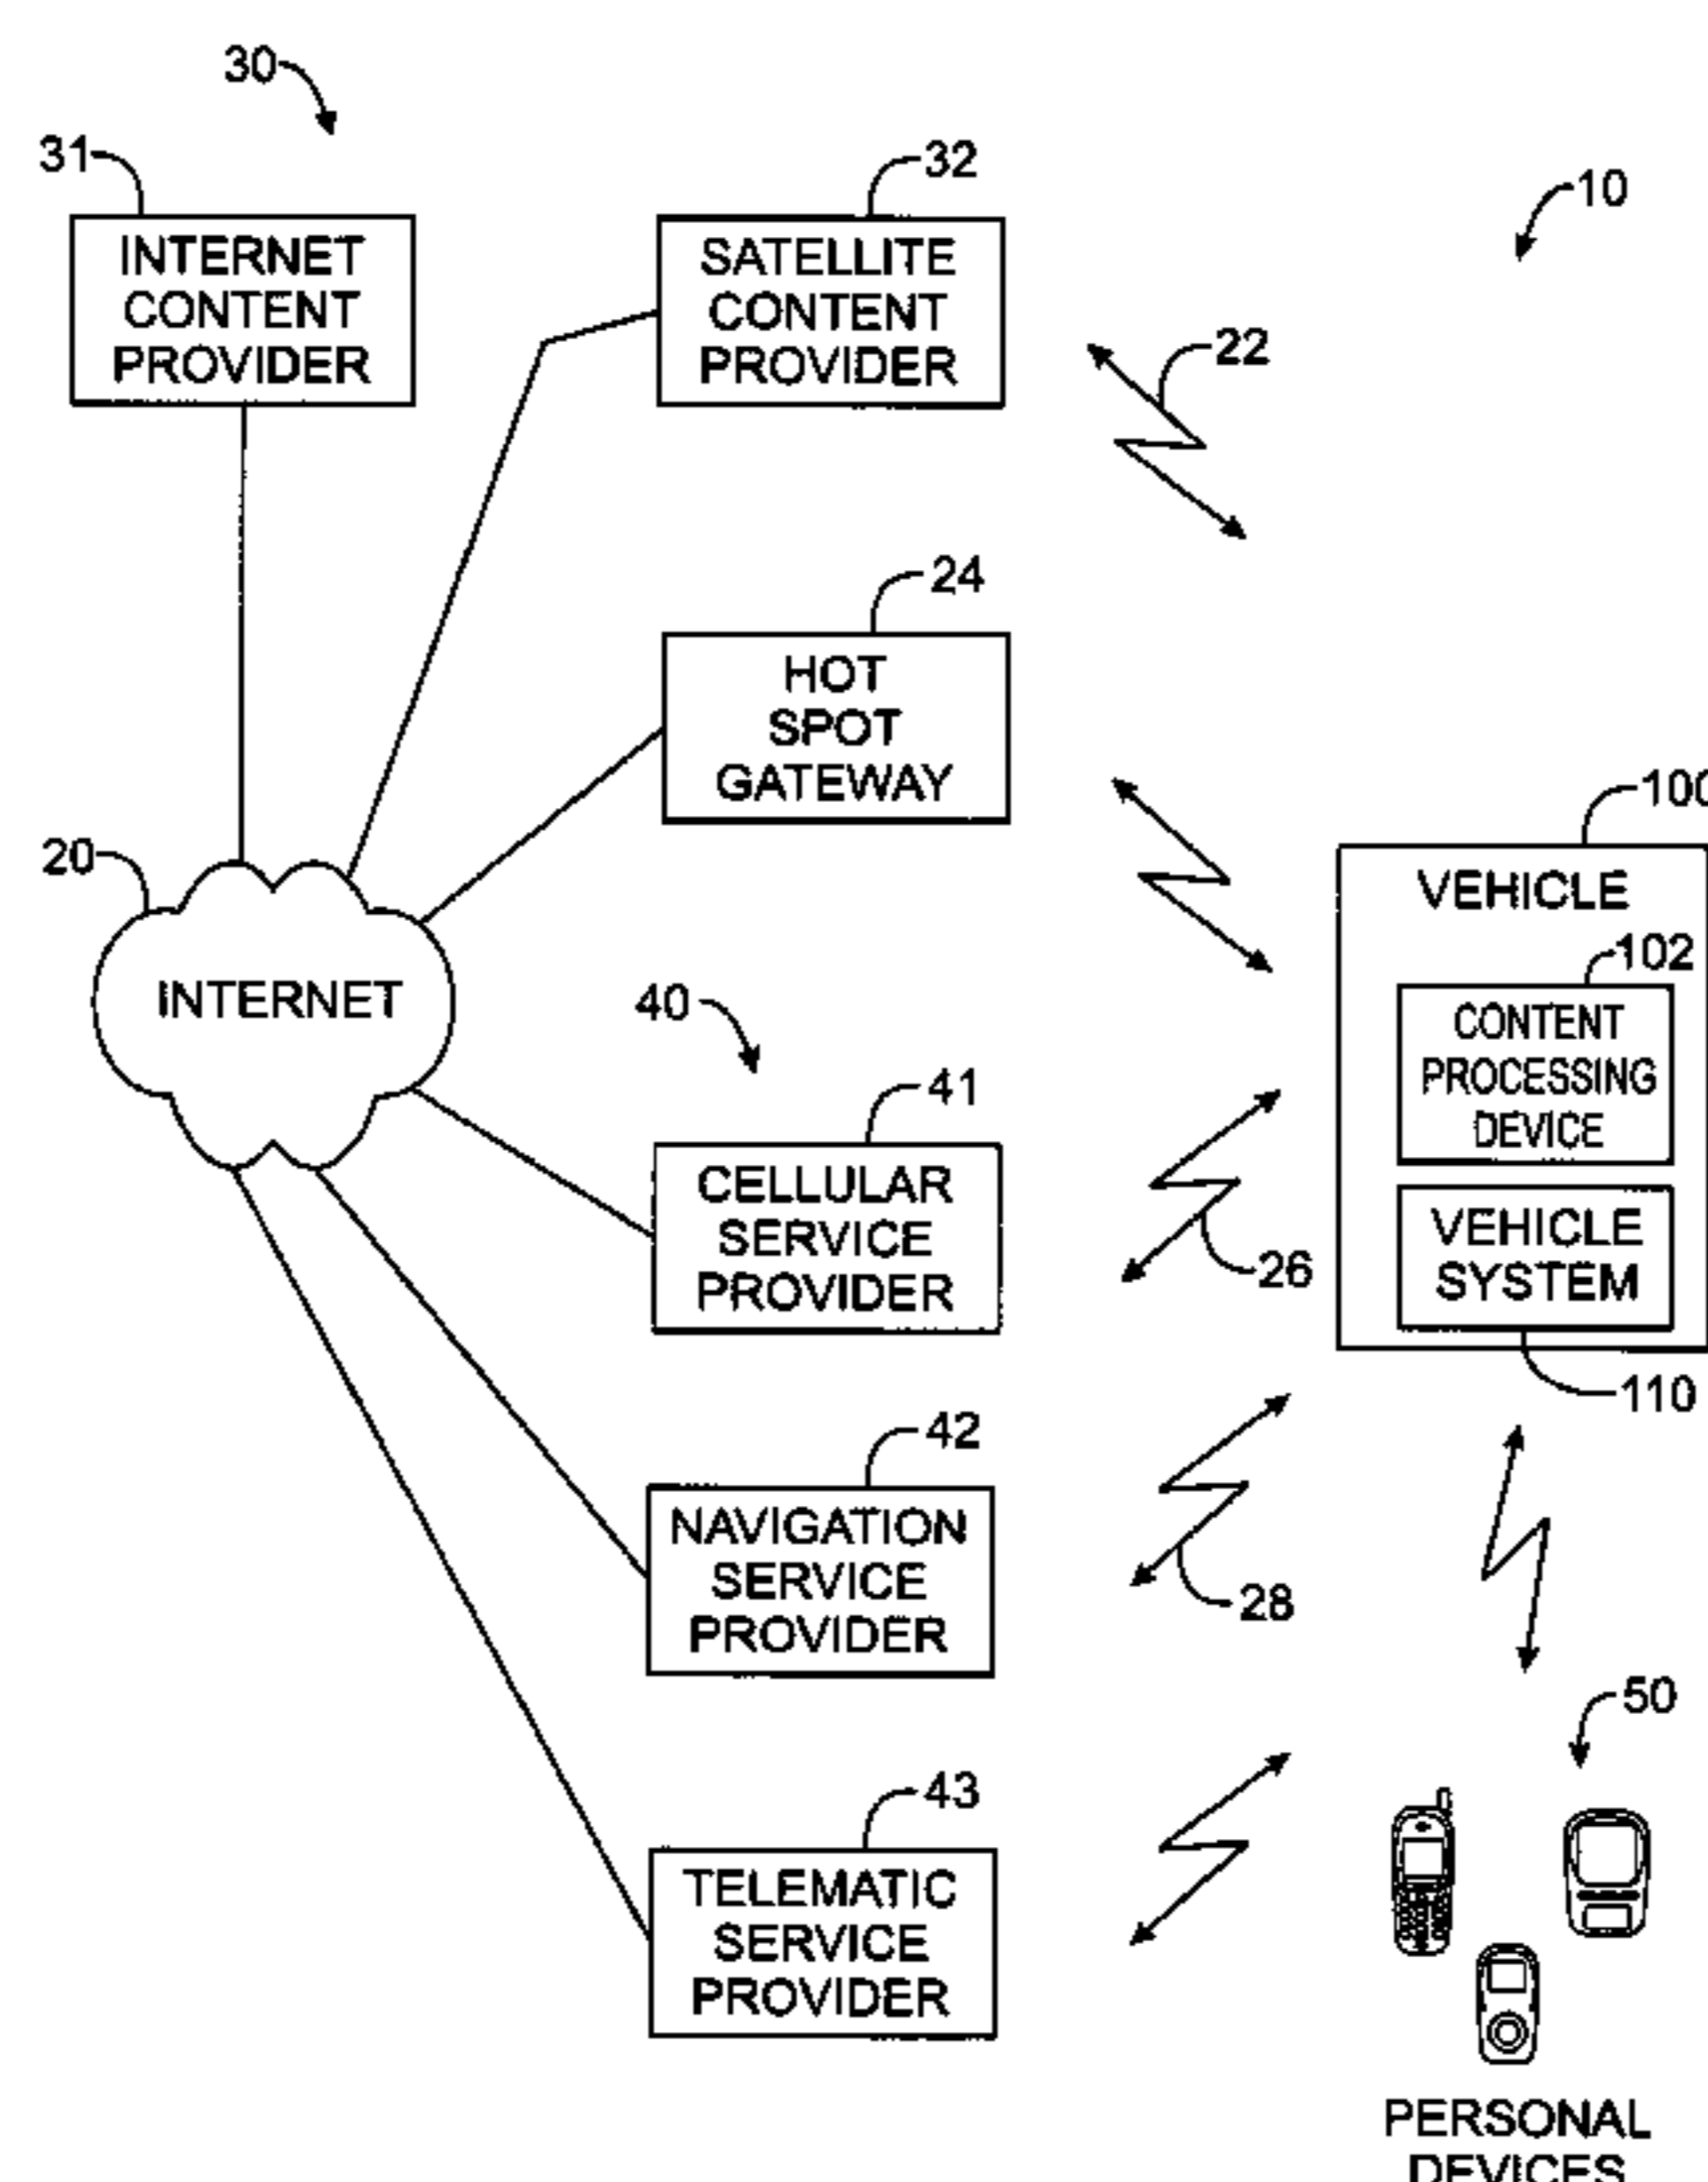 30
31
32
10
INTERNET
CONTENT
PROVIDER
SATELLITE
CONTENT
PROVIDER
22
24
HOT
SPOT
GATEWAY
100
20
VEHICLE
102
INTERNET
40
CONTENT
PROCESSING
DEVICE
41
CELLULAR
SERVICE
PROVIDER
VEHICLE
SYSTEM
26
110
42
NAVIGATION
SERVICE
PROVIDER
28
50
43
TELEMATIC
SERVICE
PROVIDER
PERSONAL
DEVICES